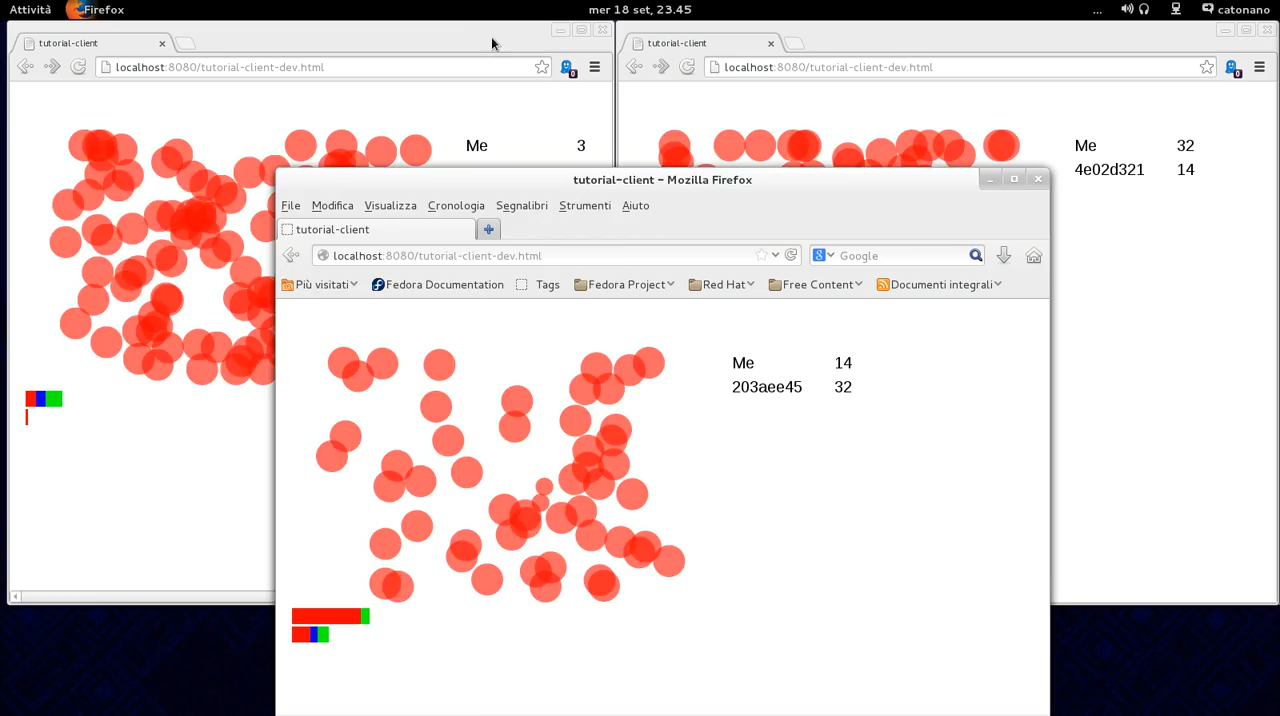 Attività Firefox mer 18 set, 23.45 ... catonano
tutorial-client
localhost:8080/tutorial-client-dev.html
0
Me 3
tutorial-client
localhost:8080/tutorial-client-dev.html
0
Me 32
4e02d321 14
tutorial-client - Mozilla Firefox
File Modifica Visualizza Cronologia Segnalibri Strumenti Aiuto
tutorial-client
localhost:8080/tutorial-client-dev.html Google
Più visitati Fedora Documentation Tags Fedora Project Red Hat Free Content Documenti integrali
Me 14
203aee45 32